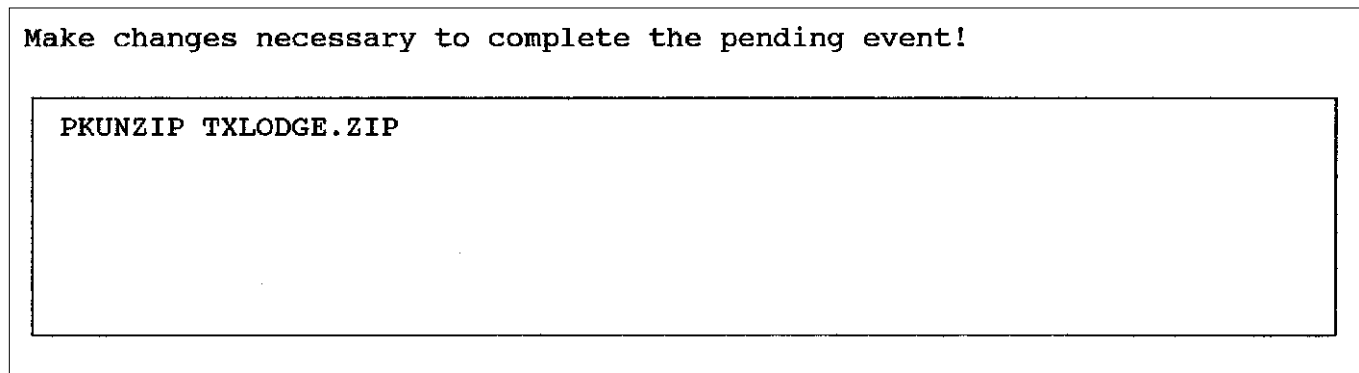 Make changes necessary to complete the pending event!
PKUNZIP TXLODGE.ZIP